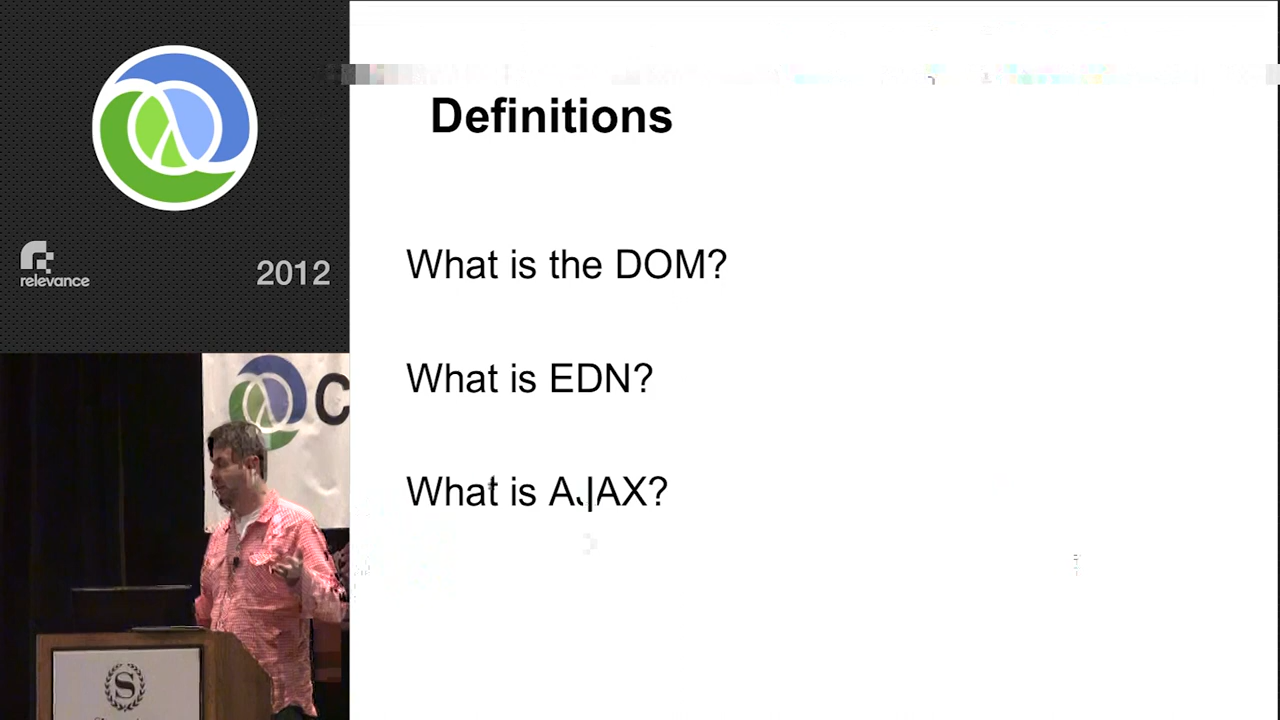 Definitions
What is the DOM?
What is EDN?
What is AJAX?
relevance
2012
C
S